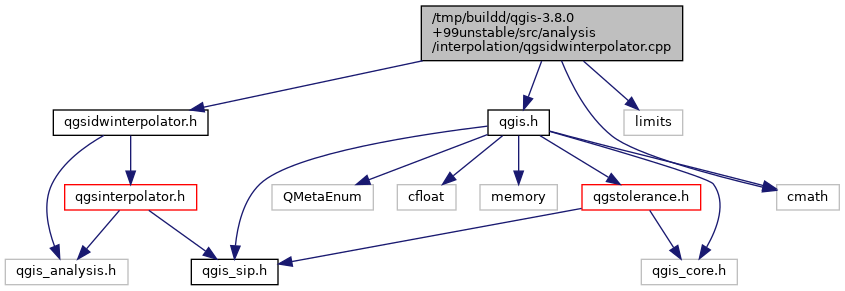 /tmp/buildd/qgis-3.8.0
+99unstable/src/analysis
/interpolation/qgsidwinterpolator.cpp
qgsidwinterpolator.h
qgis.h
limits
qgsinterpolator.h
QMetaEnum
cfloat
memory
qgstolerance.h
cmath
qgis_analysis.h
qgis_sip.h
qgis_core.h